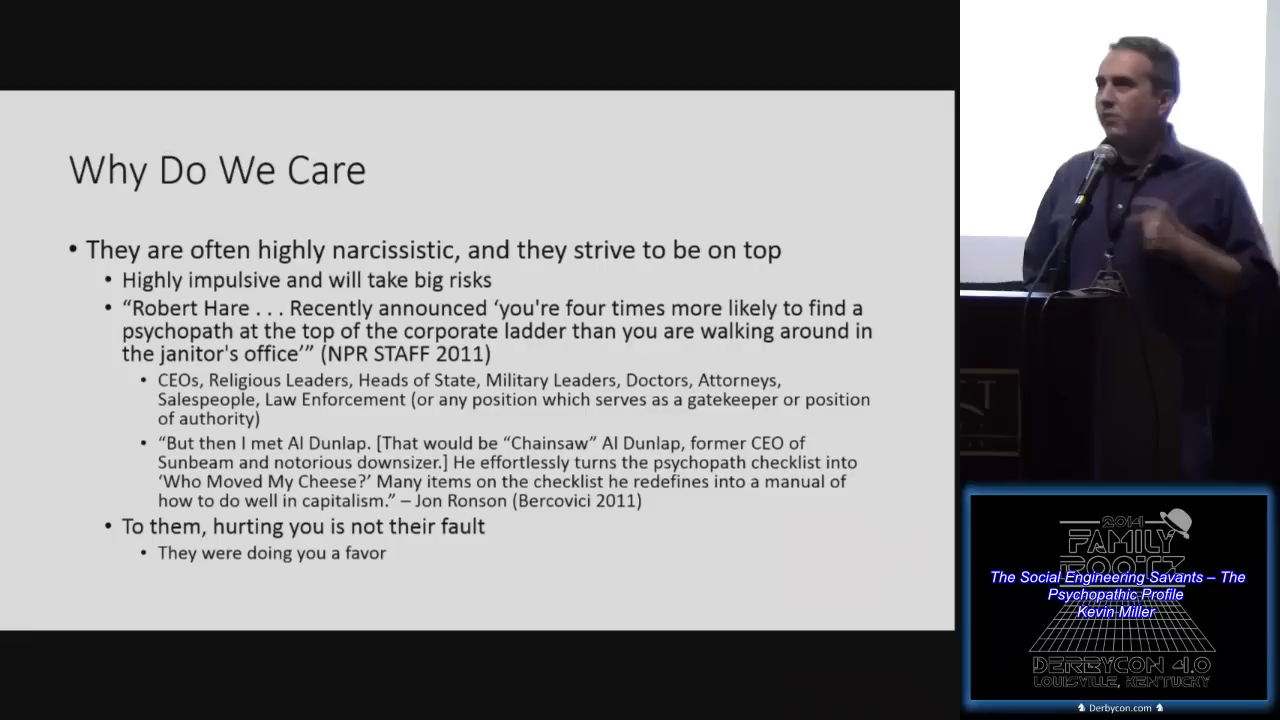 Why Do We Care
• They are often highly narcissistic, and they strive to be on top
• Highly impulsive and will take big risks
• “Robert Hare . . . Recently announced ‘you're four times more likely to find a
psychopath at the top of the corporate ladder than you are walking around in
the janitor's office’” (NPR STAFF 2011)
• CEOs, Religious Leaders, Heads of State, Military Leaders, Doctors, Attorneys,
Salespeople, Law Enforcement (or any position which serves as a gatekeeper or position
of authority)
• “But then I met Al Dunlap. [That would be “Chainsaw” Al Dunlap, former CEO of
Sunbeam and notorious downsizer.] He effortlessly turns the psychopath checklist into
‘Who Moved My Cheese?’ Many items on the checklist he redefines into a manual of
how to do well in capitalism.” – Jon Ronson (Bercovici 2011)
• To them, hurting you is not their fault
• They were doing you a favor
2014
FAMILY
ROOTZ
The Social Engineering Savants – The
Psychopathic Profile
Kevin Miller
DERBYCON 4.0
LOUISVILLE, KENTUCKY
Derbycon.com